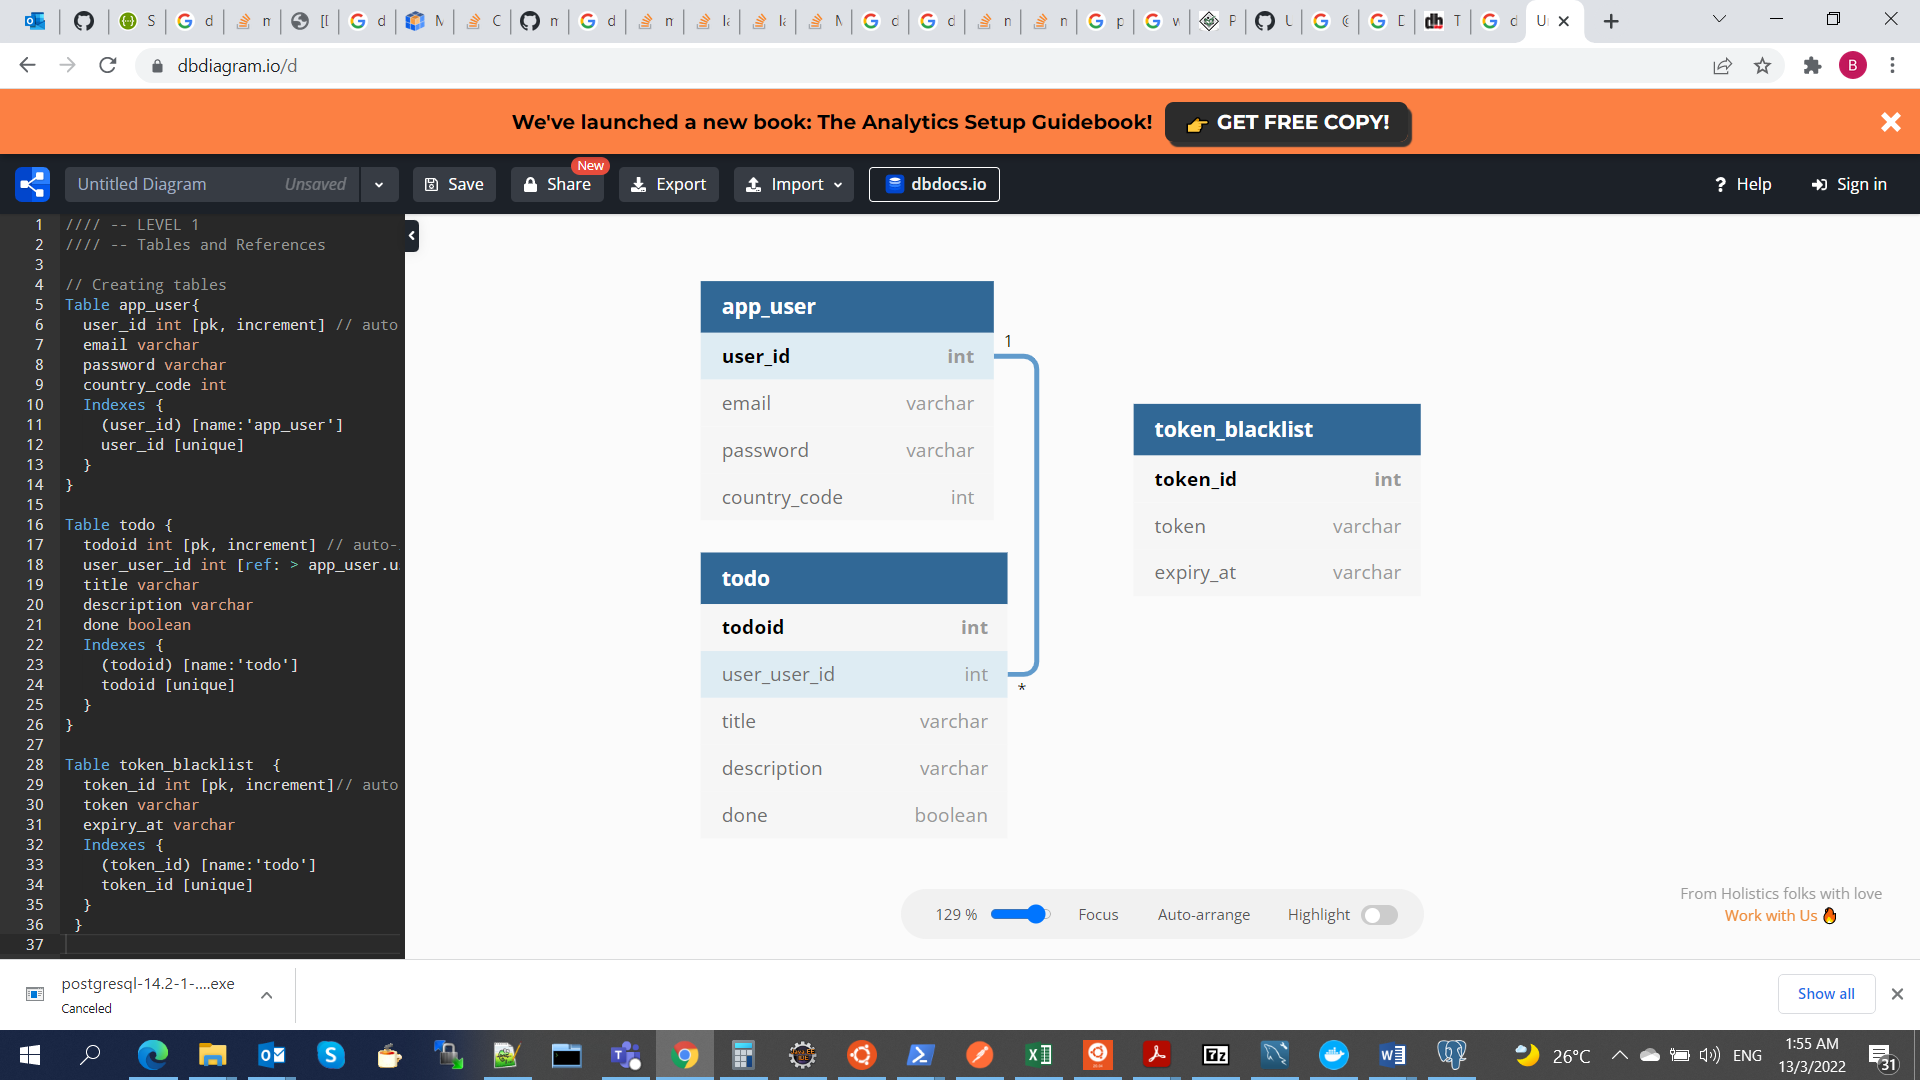 S
d
m
[[
d
M
C
m
d
m
la
la
M
d
d
n
n
p
w
P
U
@
D
T
d
Ur
dbdiagram.io/d
B
We've launched a new book: The Analytics Setup Guidebook!
GET FREE COPY!
Untitled Diagram
Unsaved
Save
Share
New
Export
Import
dbdocs.io
Help
Sign in
1 //// -- LEVEL 1
2 //// -- Tables and References
3
4 // Creating tables
5 Table app_user{
6 user_id int [pk, increment] // auto
7 email varchar
8 password varchar
9 country_code int
10 Indexes {
11 (user_id) [name:'app_user']
12 user_id [unique]
13 }
14 }
15
16 Table todo {
17 todoid int [pk, increment] // auto-
18 user_user_id int [ref: > app_user.u
19 title varchar
20 description varchar
21 done boolean
22 Indexes {
23 (todoid) [name:'todo']
24 todoid [unique]
25 }
26 }
27
28 Table token_blacklist {
29 token_id int [pk, increment]// auto
30 token varchar
31 expiry_at varchar
32 Indexes {
33 (token_id) [name:'todo']
34 token_id [unique]
35 }
36 }
37
app_user
user_id int
email varchar
password varchar
country_code int
1
todo
todoid int
user_user_id int
*
title varchar
description varchar
done boolean
token_blacklist
token_id int
token varchar
expiry_at varchar
129 %
Focus
Auto-arrange
Highlight
From Holistics folks with love
Work with Us
postgresql-14.2-1-....exe
Canceled
Show all
26°C
ENG
1:55 AM
13/3/2022
31